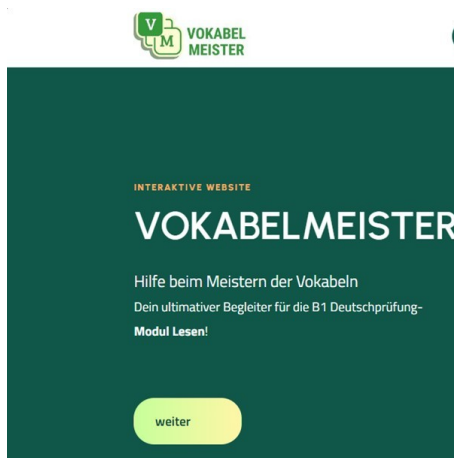 V
M
VOKABEL
MEISTER
INTERAKTIVE WEBSITE
VOKABELMEISTER
Hilfe beim Meistern der Vokabeln
Dein ultimativer Begleiter für die B1 Deutschprüfung-
Modul Lesen!
weiter